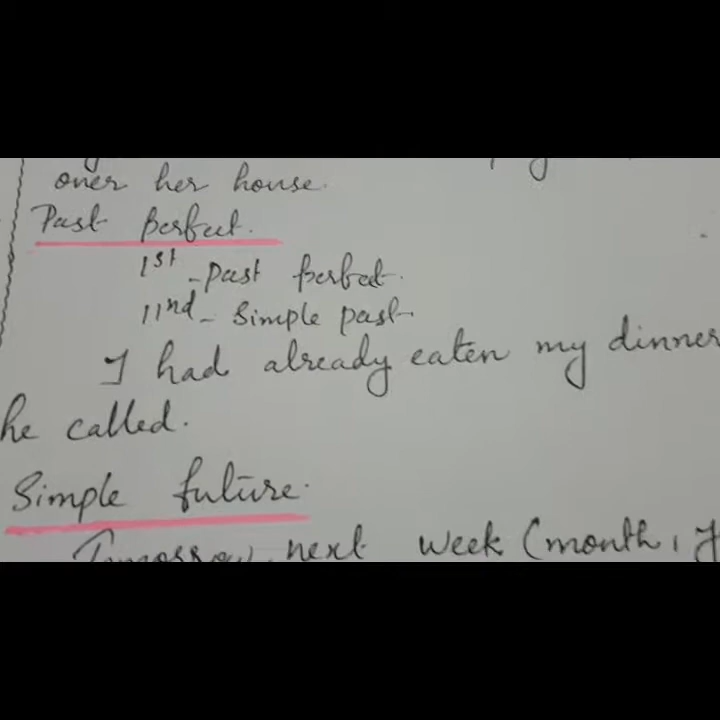 over her house.
Past Perfect.
1st - Past Perfect.
IInd - Simple past.
I had already eaten my dinner
he called.
Simple future.
Tomorrow, next week (month, y